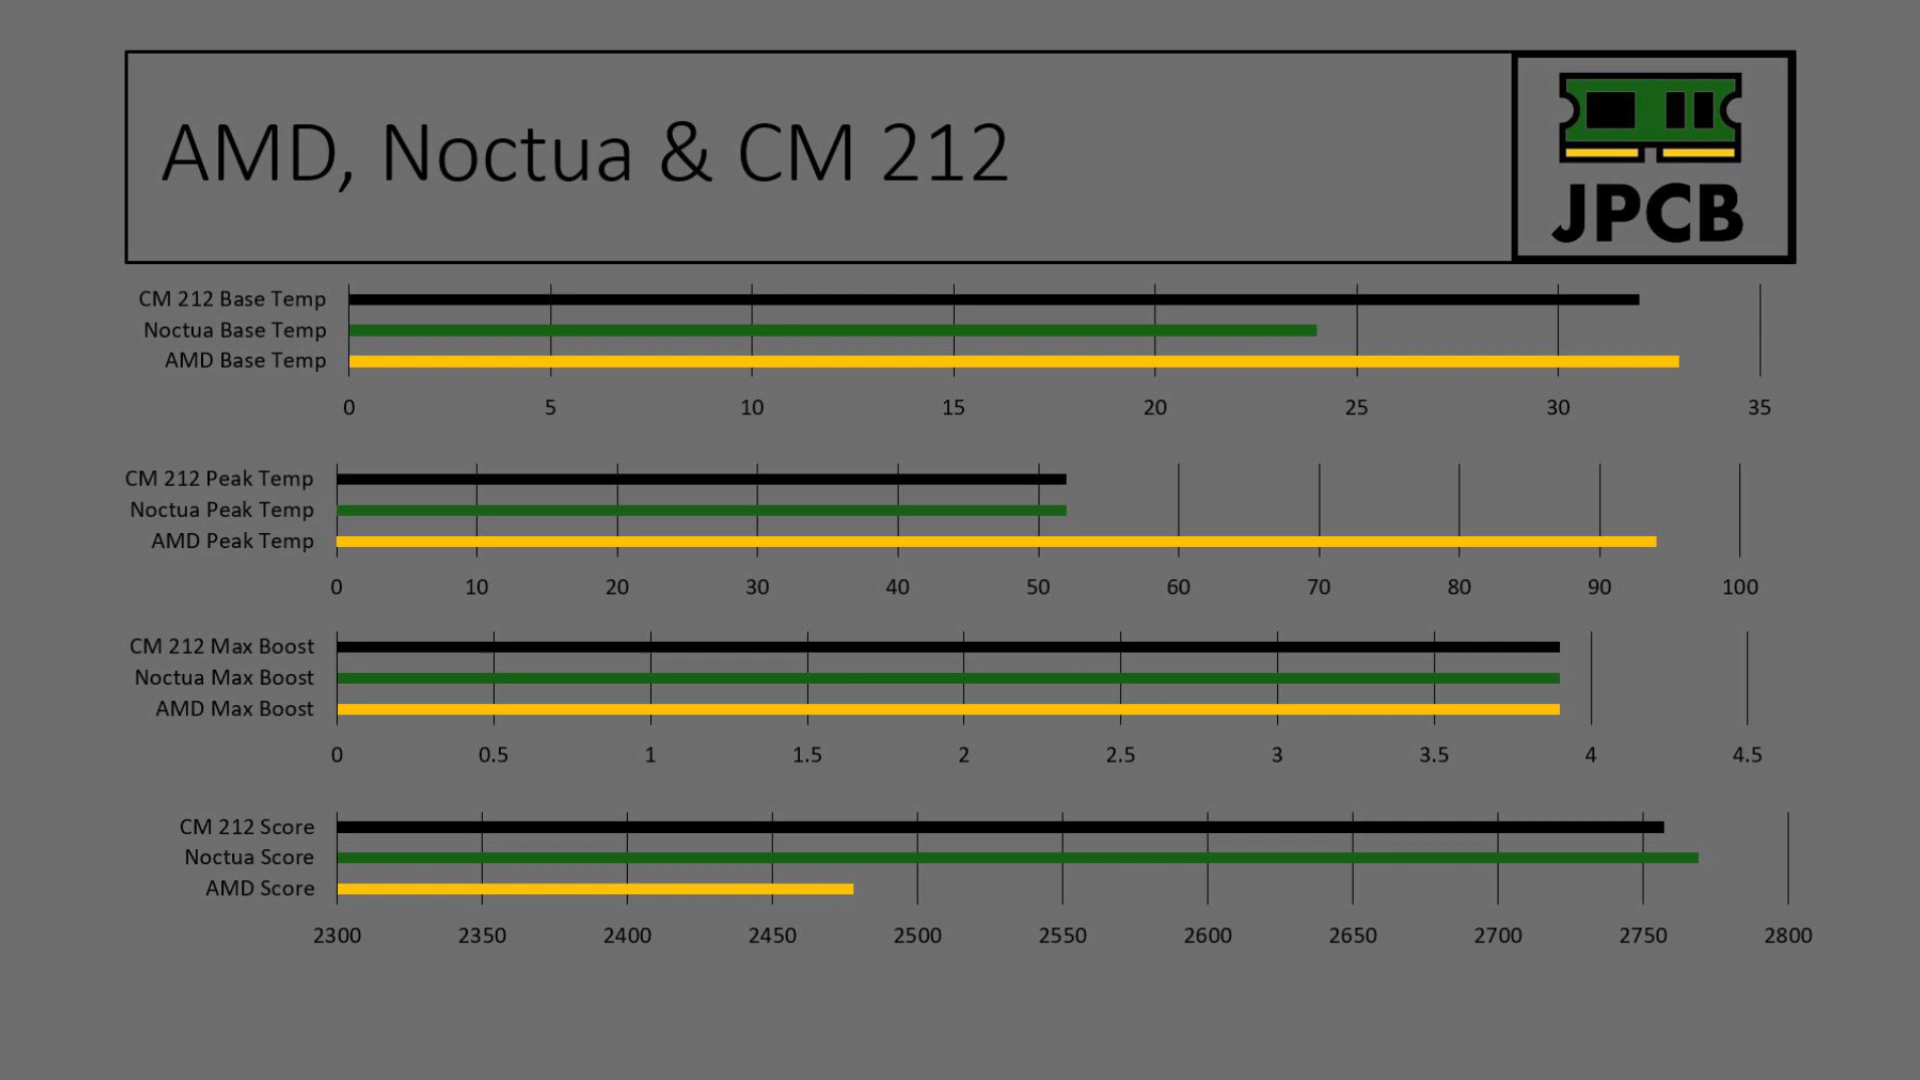 AMD, Noctua & CM 212
JPCB
CM 212 Base Temp
Noctua Base Temp
AMD Base Temp
0 5 10 15 20 25 30 35
CM 212 Peak Temp
Noctua Peak Temp
AMD Peak Temp
0 10 20 30 40 50 60 70 80 90 100
CM 212 Max Boost
Noctua Max Boost
AMD Max Boost
0 0.5 1 1.5 2 2.5 3 3.5 4 4.5
CM 212 Score
Noctua Score
AMD Score
2300 2350 2400 2450 2500 2550 2600 2650 2700 2750 2800